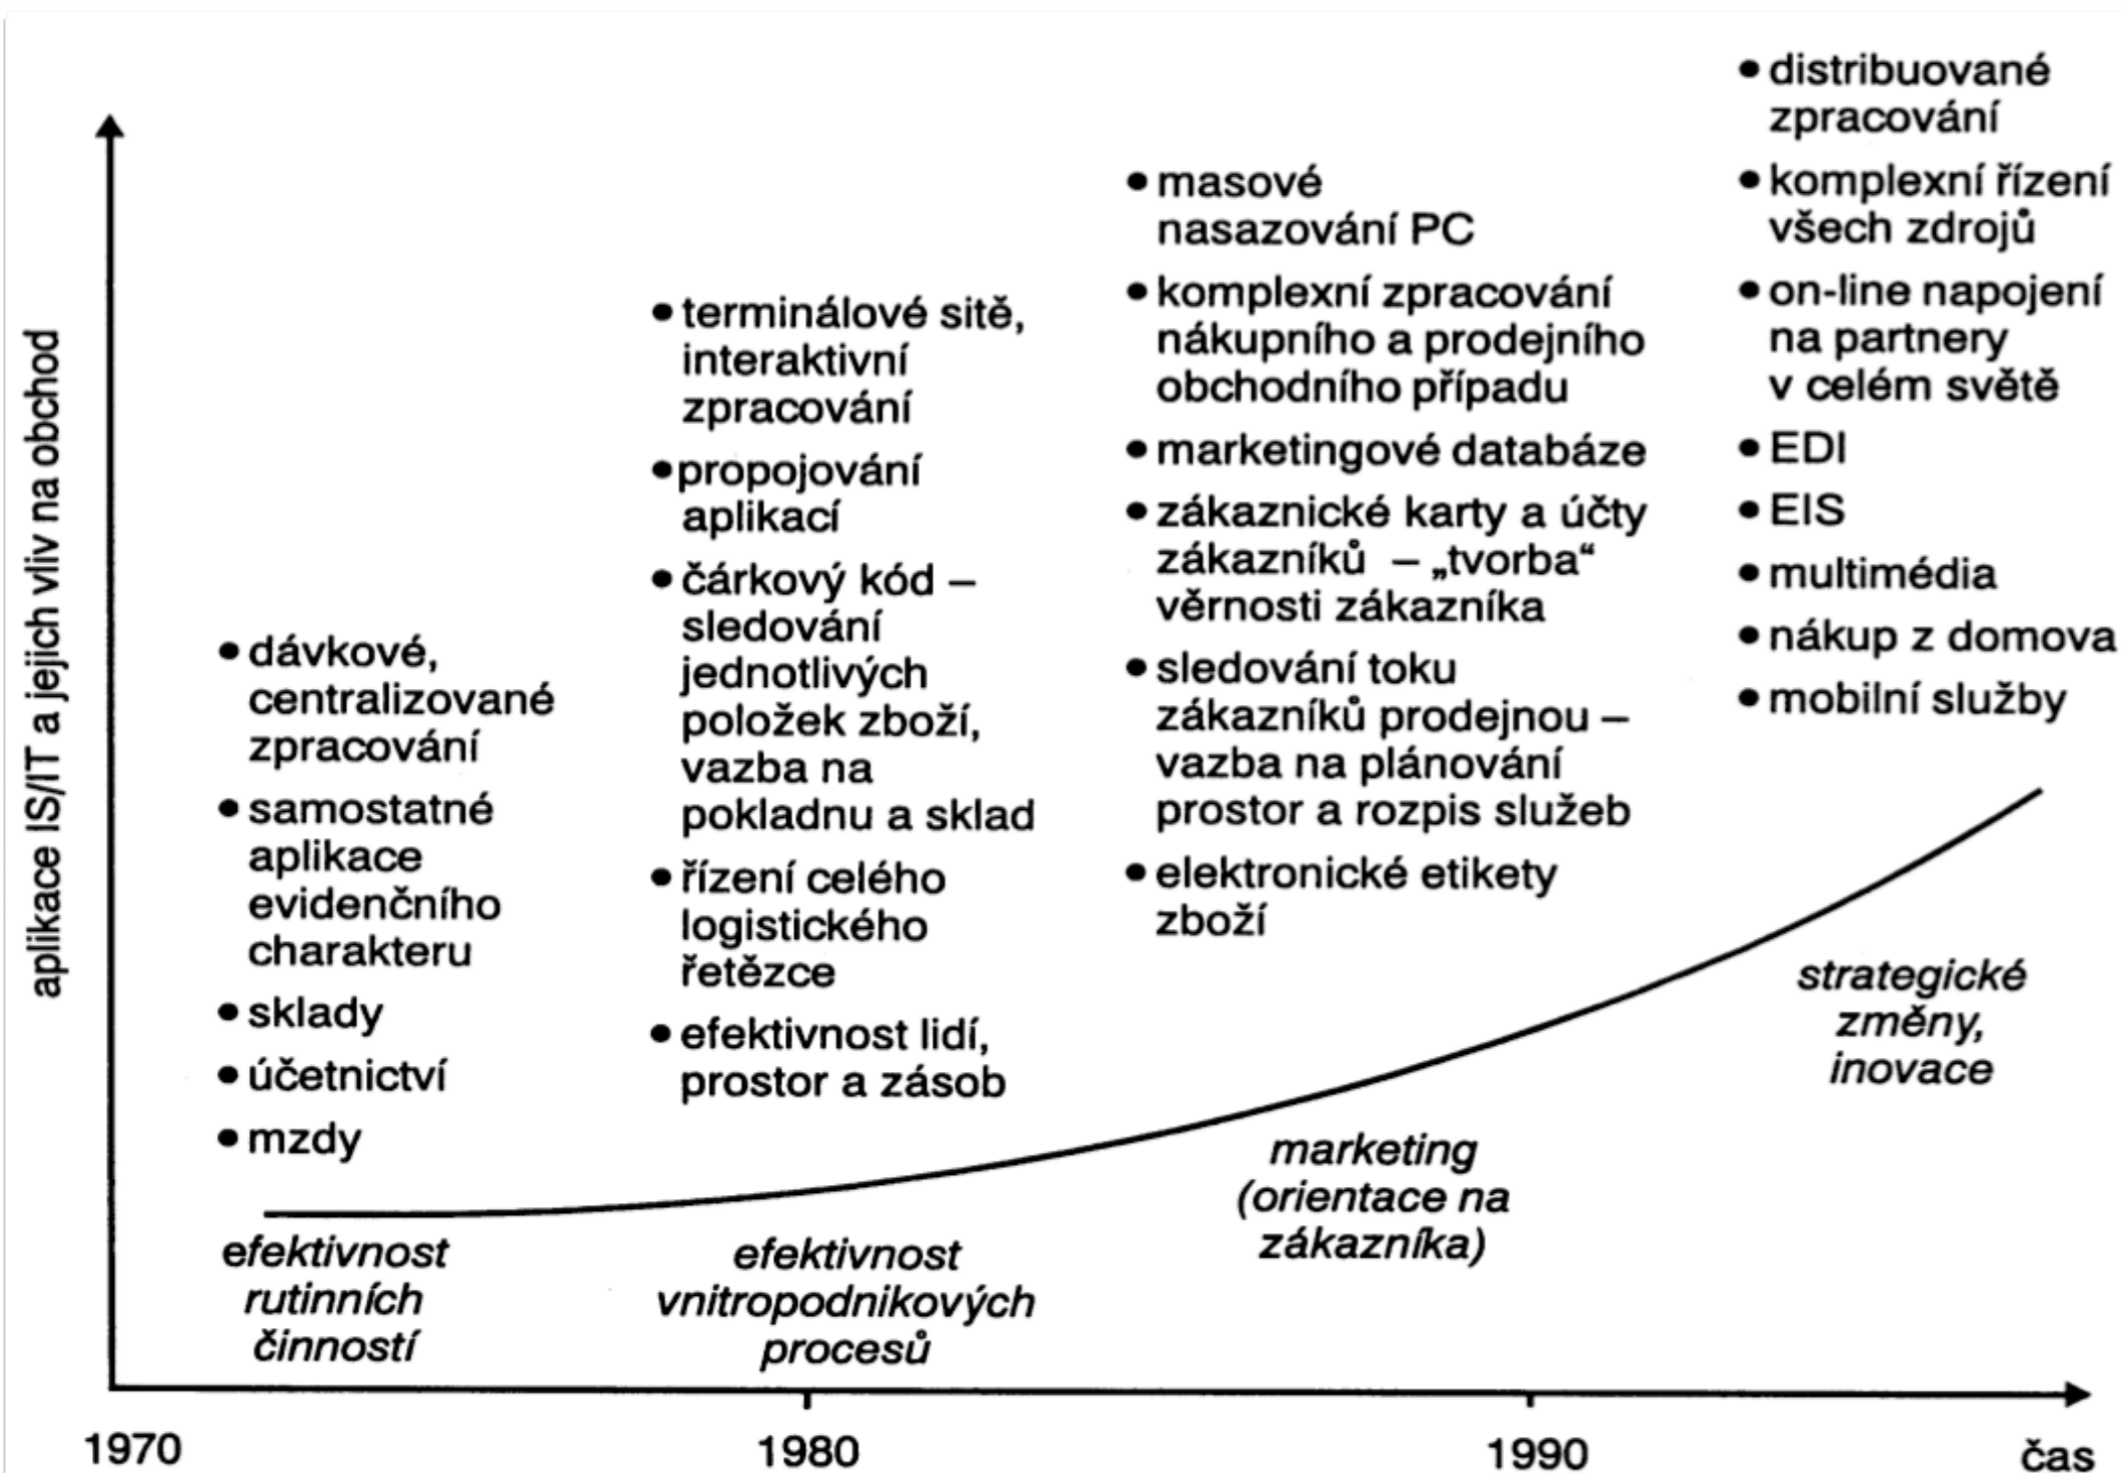 aplikace IS/IT a jejich vliv na obchod
• dávkové,
centralizované
zpracování
• samostatné
aplikace
evidenčního
charakteru
• sklady
• účetnictví
• mzdy
efektivnost
rutinních
činností
• terminálové sitě,
interaktivní
zpracování
• propojování
aplikací
• čárkový kód –
sledování
jednotlivých
položek zboží,
vazba na
pokladnu a sklad
• řízení celého
logistického
řetězce
• efektivnost lidí,
prostor a zásob
efektivnost
vnitropodnikových
procesů
• masové
nasazování PC
• komplexní zpracování
nákupního a prodejního
obchodního případu
• marketingové databáze
• zákaznické karty a účty
zákazníků – „tvorba“
věrnosti zákazníka
• sledování toku
zákazníků prodejnou –
vazba na plánování
prostor a rozpis služeb
• elektronické etikety
zboží
marketing
(orientace na
zákazníka)
• distribuované
zpracování
• komplexní řízení
všech zdrojů
• on-line napojení
na partnery
v celém světě
• EDI
• EIS
• multimédia
• nákup z domova
• mobilní služby
strategické
změny,
inovace
1970
1980
1990
čas